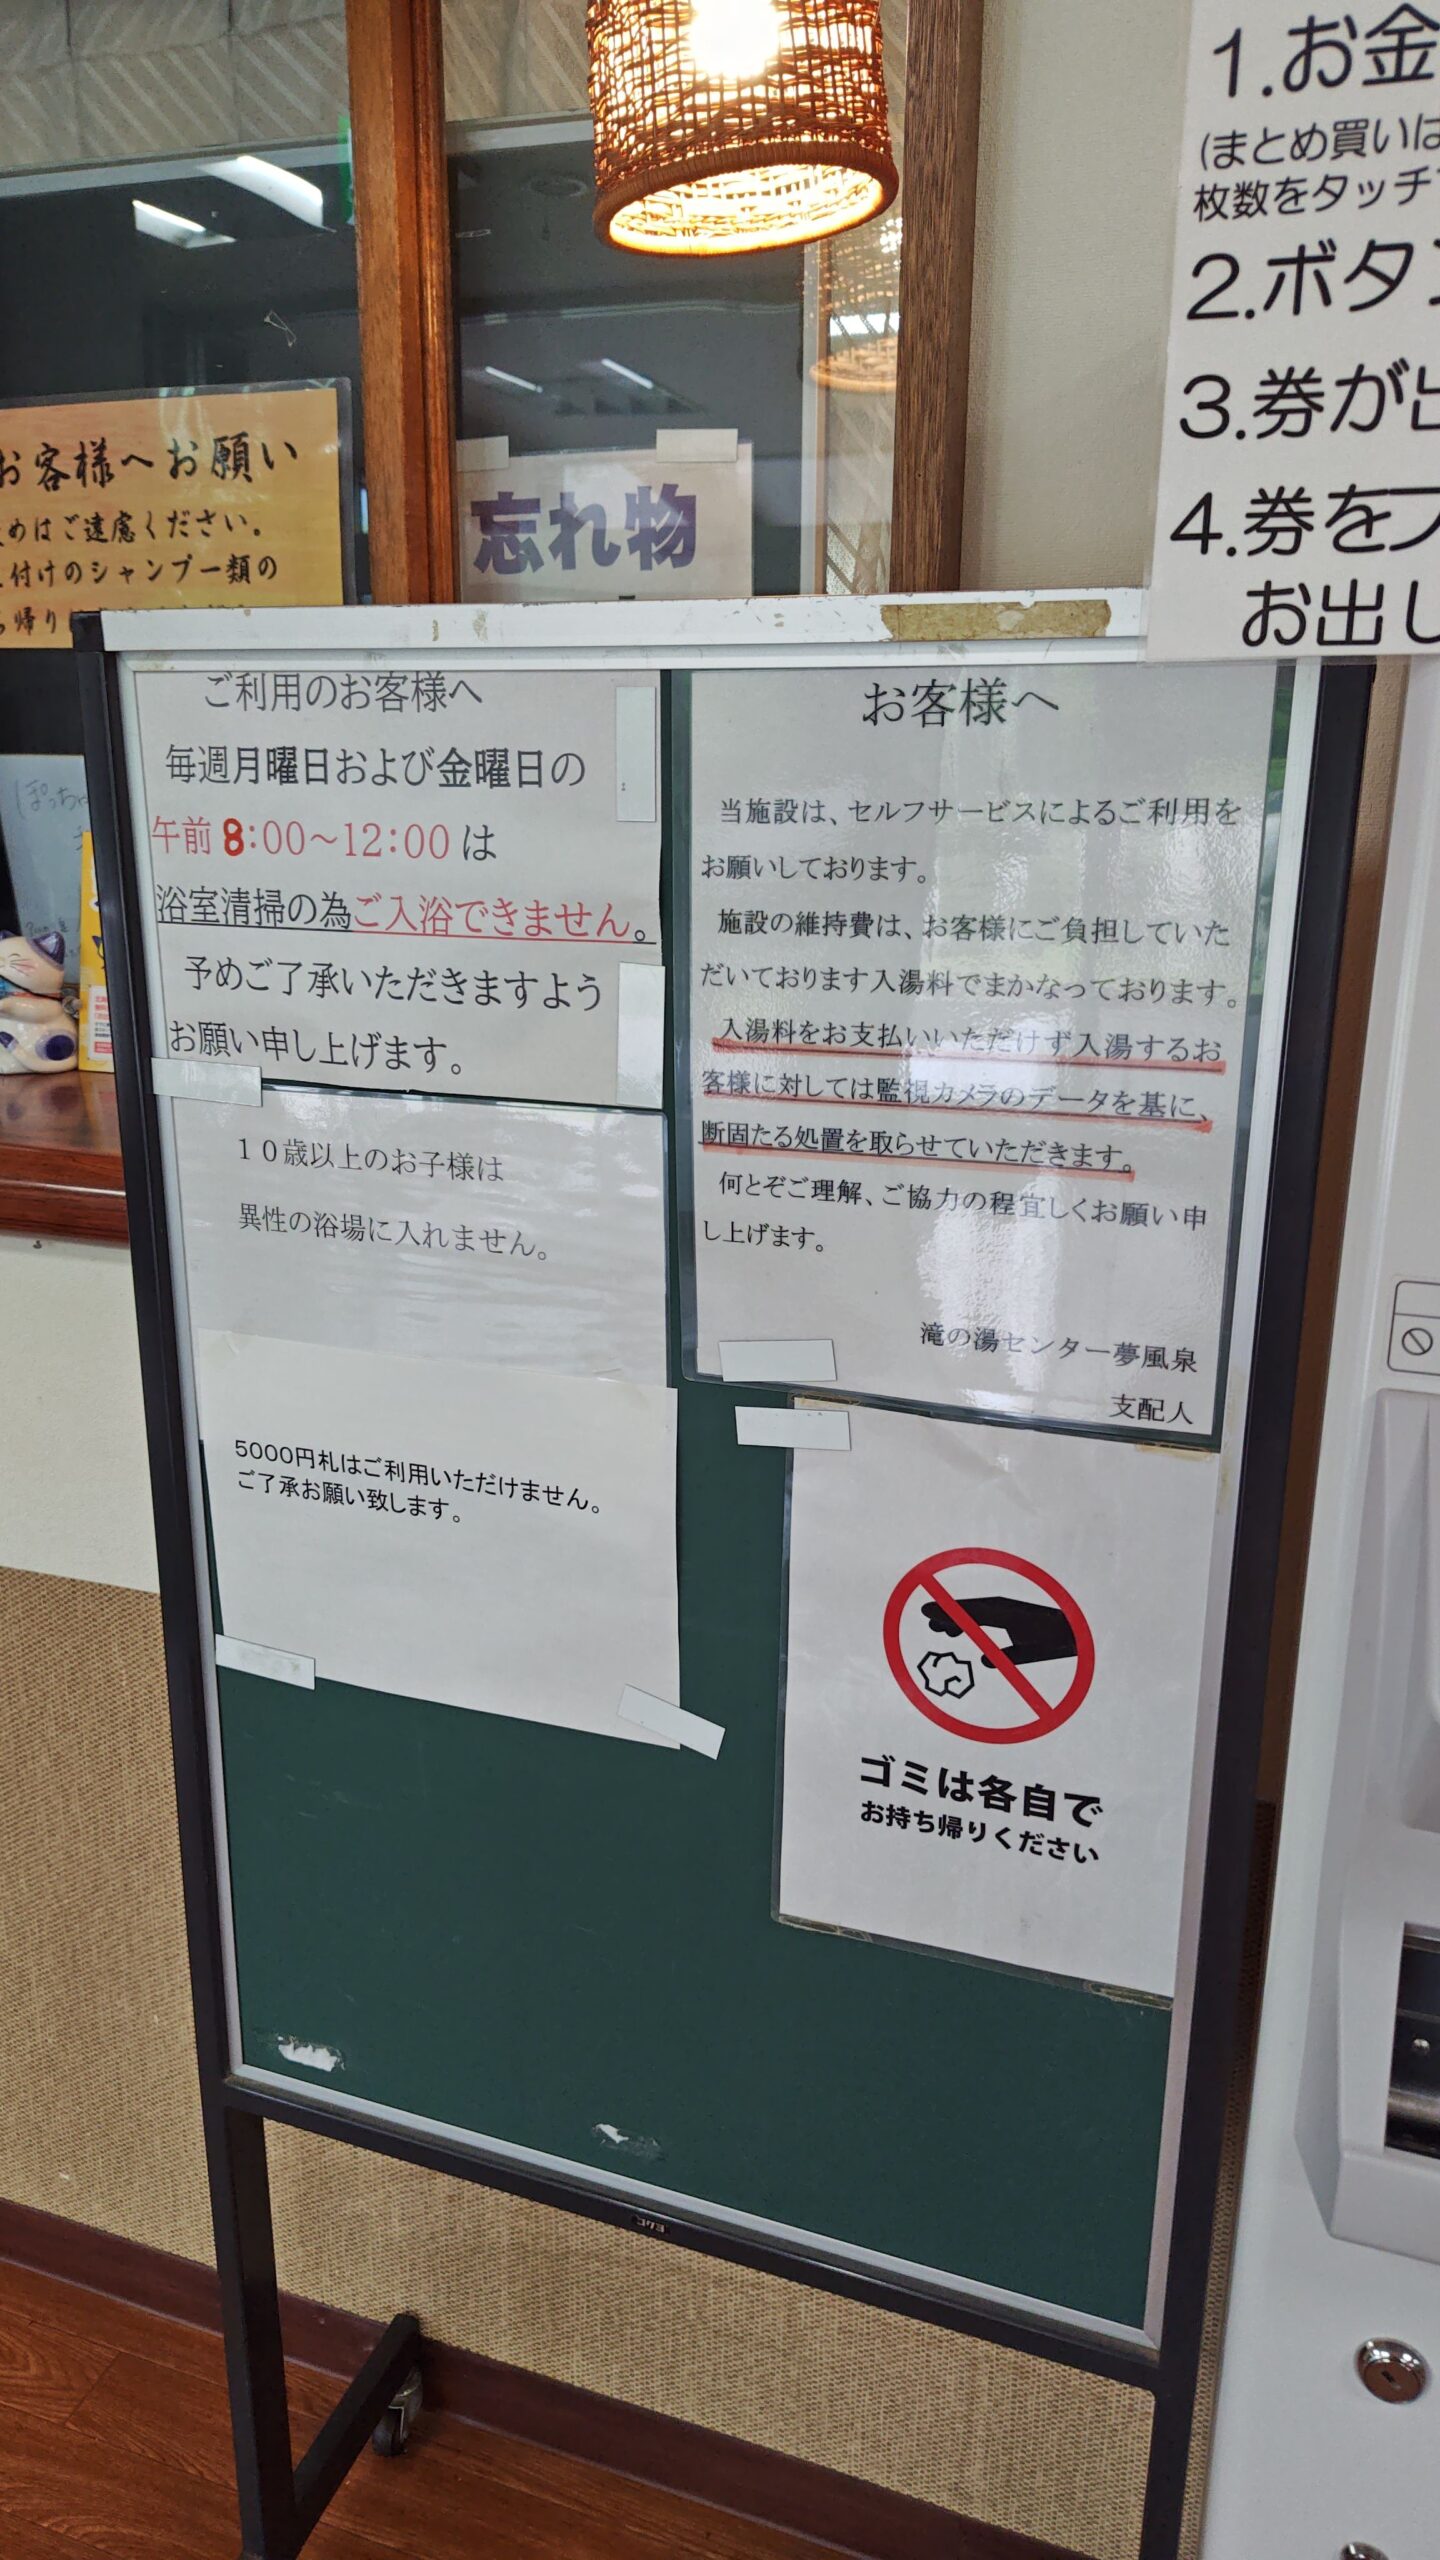 1.お金
(まとめ買いは
枚数をタッチ
2.ボタン
3.券が出
4.券をフ
お出し
お客様へお願い
めはご遠慮ください。
付けのシャンプー類の
帰り
忘れ物
ご利用のお客様へ
毎週月曜日および金曜日の
午前 8:00～12:00 は
浴室清掃の為ご入浴できません。
予めご了承いただきますよう
お願い申し上げます。
１０歳以上のお子様は
異性の浴場に入れません。
5000円札はご利用いただけません。
ご了承お願い致します。
お客様へ
当施設は、セルフサービスによるご利用を
お願いしております。
施設の維持費は、お客様にご負担していた
だいております入湯料でまかなっております。
入湯料をお支払いいただけず入湯するお
客様に対しては監視カメラのデータを基に、
断固たる処置を取らせていただきます。
何とぞご理解、ご協力の程宜しくお願い申
し上げます。
滝の湯センター夢風泉
支配人
ゴミは各自で
お持ち帰りください
コクヨ